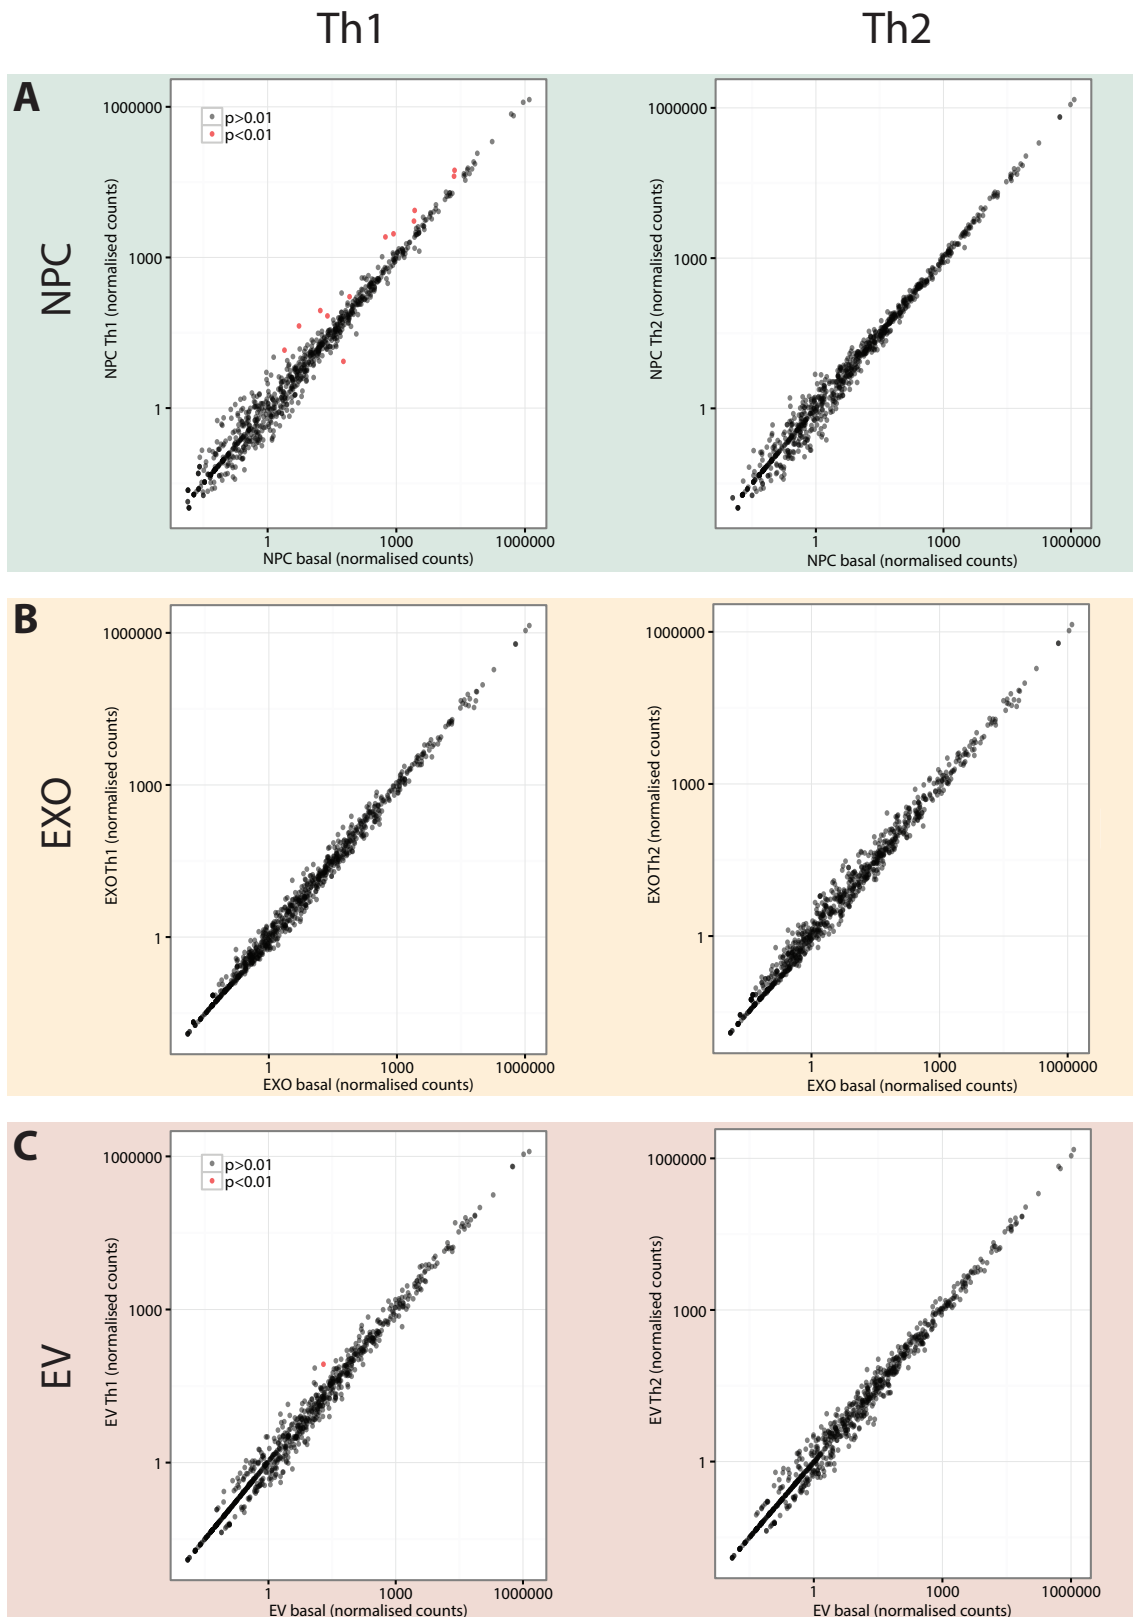 Th1 Th2
A
NPC
1000000
1000
1
p>0.01
p<0.01
NPC Th1 (normalised counts)
1 1000 1000000
NPC basal (normalised counts)
1000000
1000
1
NPC Th2 (normalised counts)
1 1000 1000000
NPC basal (normalised counts)
B
EXO
1000000
1000
1
EXO Th1 (normalised counts)
1 1000 1000000
EXO basal (normalised counts)
1000000
1000
1
EXO Th2 (normalised counts)
1 1000 1000000
EXO basal (normalised counts)
C
EV
1000000
1000
1
p>0.01
p<0.01
EV Th1 (normalised counts)
1 1000 1000000
EV basal (normalised counts)
1000000
1000
1
EV Th2 (normalised counts)
1 1000 1000000
EV basal (normalised counts)